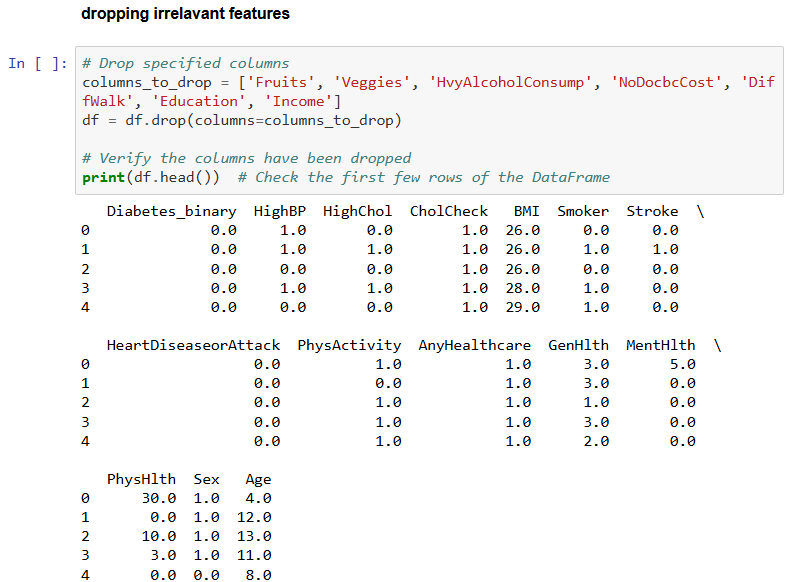 dropping irrelavant features
In [ ]: # Drop specified columns
columns_to_drop = ['Fruits', 'Veggies', 'HvyAlcoholConsump', 'NoDocbcCost', 'Dif
fWalk', 'Education', 'Income']
df = df.drop(columns=columns_to_drop)
# Verify the columns have been dropped
print(df.head())  # Check the first few rows of the DataFrame
   Diabetes_binary  HighBP  HighChol  CholCheck   BMI  Smoker  Stroke  \
0              0.0     1.0       0.0        1.0  26.0     0.0     0.0
1              0.0     1.0       1.0        1.0  26.0     1.0     1.0
2              0.0     0.0       0.0        1.0  26.0     0.0     0.0
3              0.0     1.0       1.0        1.0  28.0     1.0     0.0
4              0.0     0.0       0.0        1.0  29.0     1.0     0.0
   HeartDiseaseorAttack  PhysActivity  AnyHealthcare  GenHlth  MentHlth  \
0                   0.0           1.0            1.0      3.0       5.0
1                   0.0           0.0            1.0      3.0       0.0
2                   0.0           1.0            1.0      1.0       0.0
3                   0.0           1.0            1.0      3.0       0.0
4                   0.0           1.0            1.0      2.0       0.0
   PhysHlth  Sex   Age
0      30.0  1.0   4.0
1       0.0  1.0  12.0
2      10.0  1.0  13.0
3       3.0  1.0  11.0
4       0.0  0.0   8.0